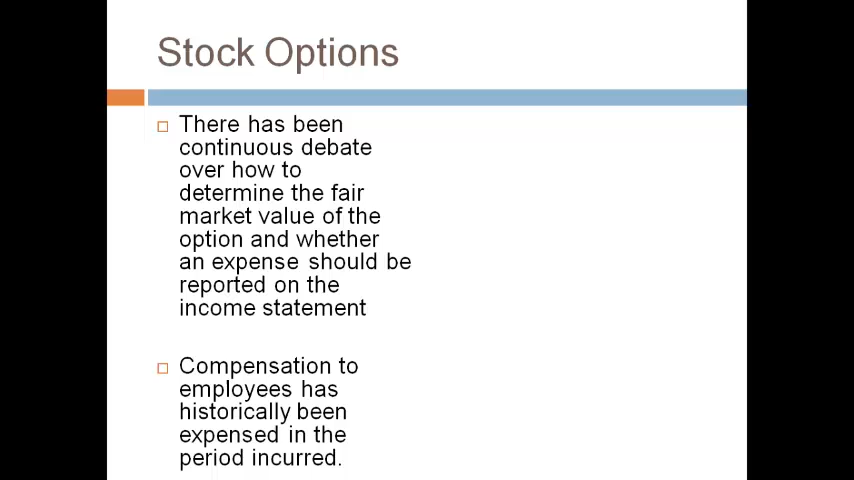 Stock Options
There has been
continuous debate
over how to
determine the fair
market value of the
option and whether
an expense should be
reported on the
income statement
Compensation to
employees has
historically been
expensed in the
period incurred.